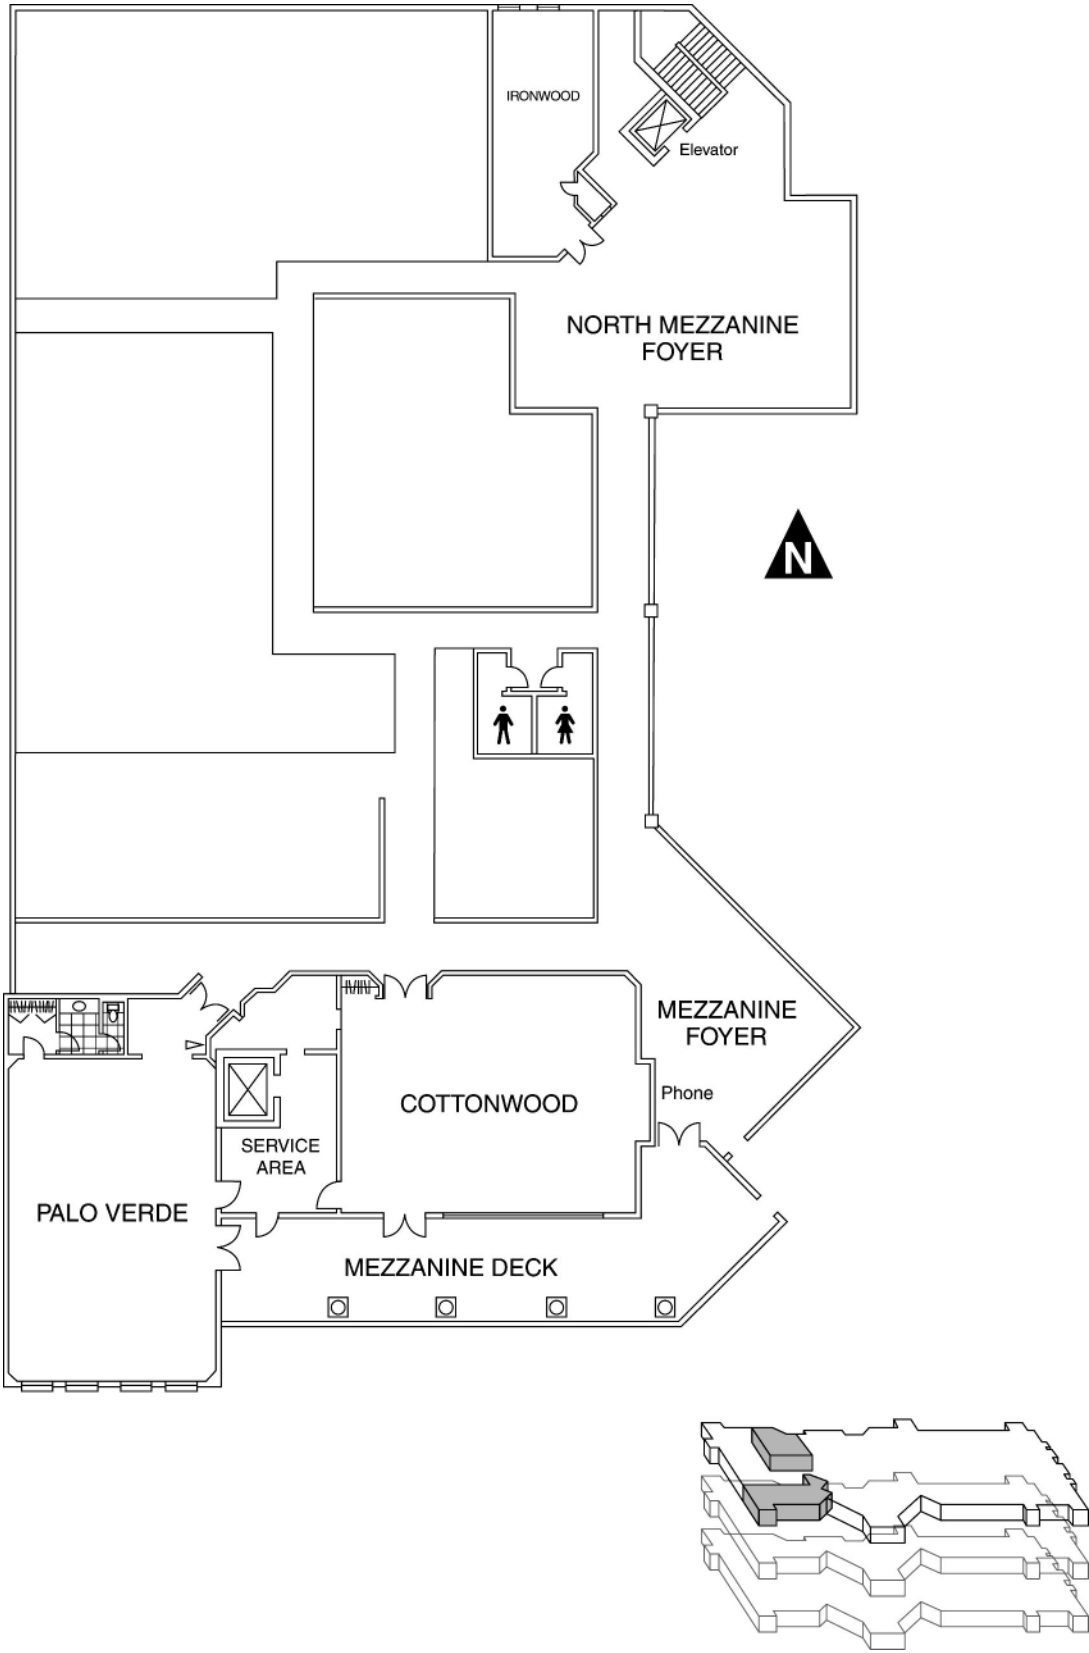 IRONWOOD
Elevator
NORTH MEZZANINE
FOYER
N
MEZZANINE
FOYER
Phone
COTTONWOOD
SERVICE
AREA
PALO VERDE
MEZZANINE DECK